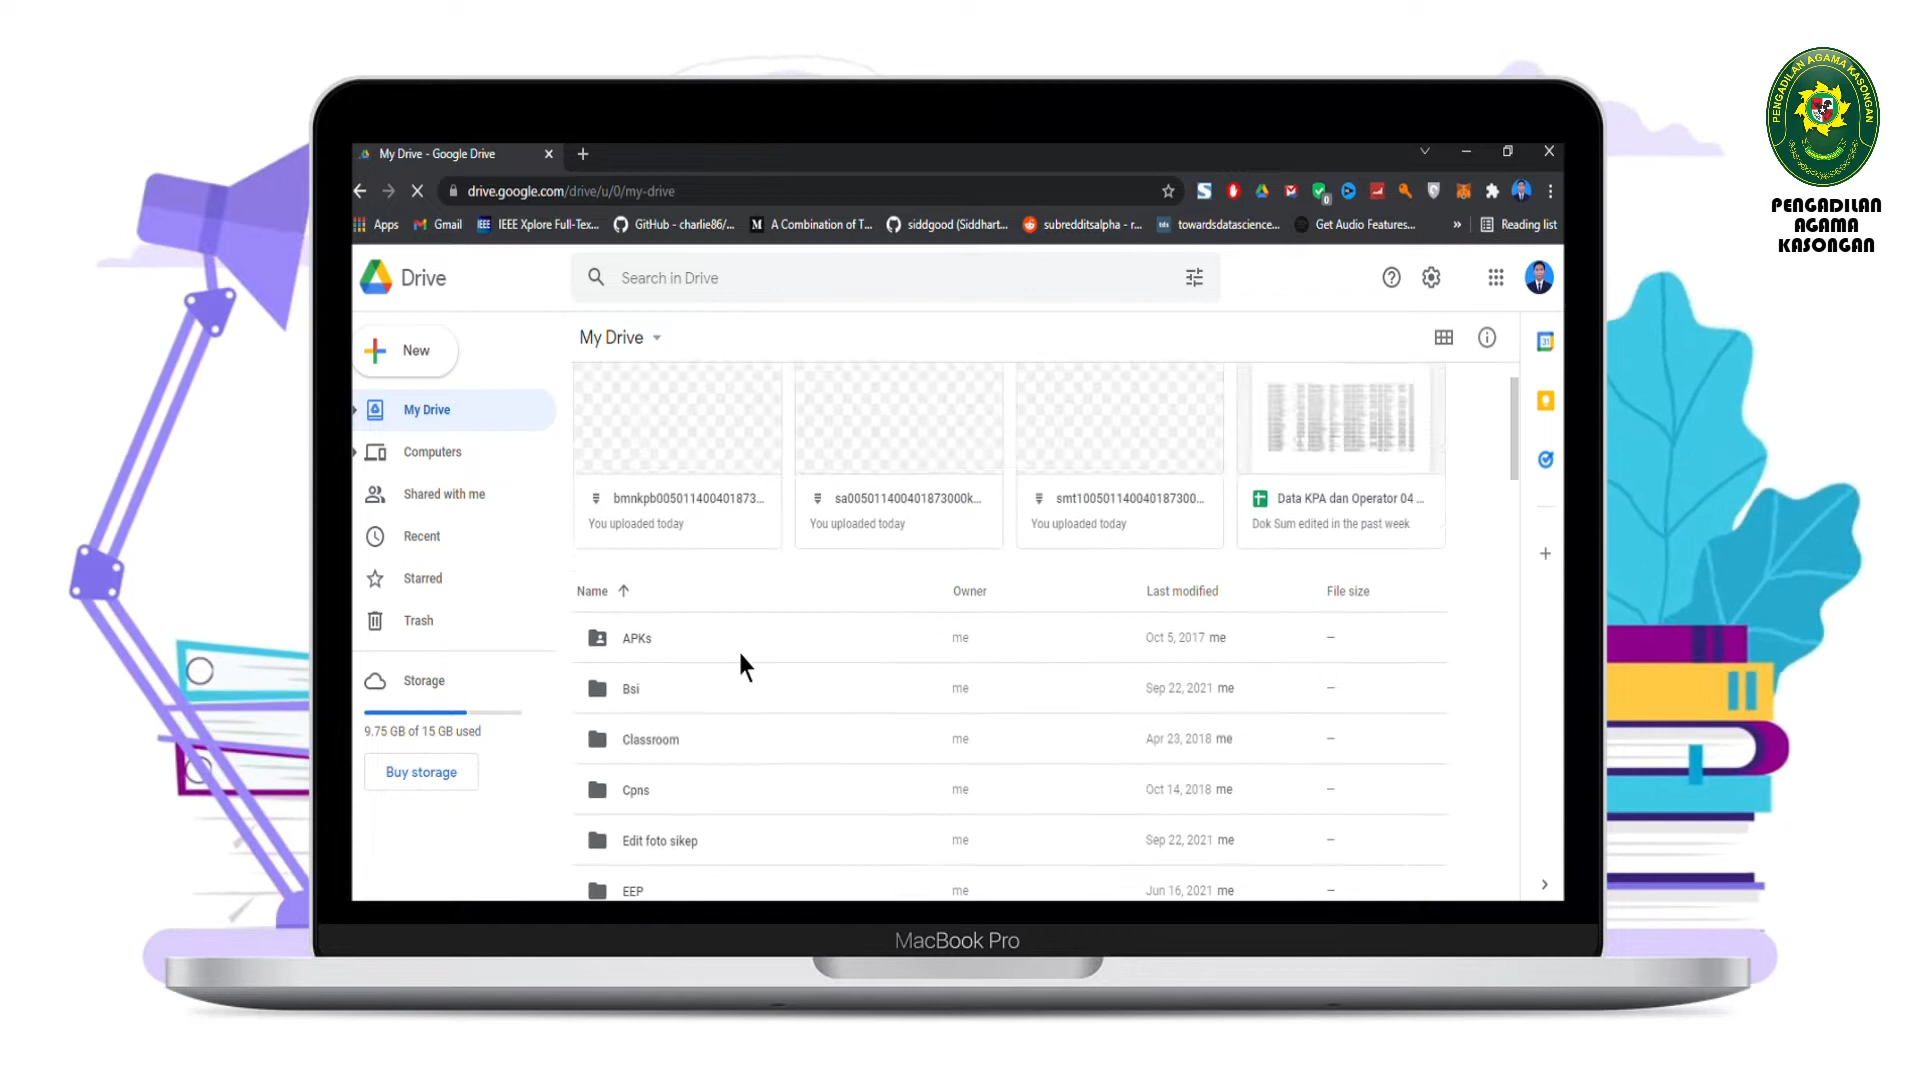 PENGADILAN AGAMA KASONGAN
PENGADILAN
AGAMA
KASONGAN
My Drive - Google Drive
drive.google.com/drive/u/0/my-drive
Apps
Gmail
IEEE Xplore Full-Tex...
GitHub - charlie86/...
A Combination of T...
siddgood (Siddhart...
subredditsalpha - r...
towardsdatascience...
Get Audio Features...
»
Reading list
Drive
Search in Drive
New
My Drive
My Drive
Computers
Shared with me
Recent
Starred
Trash
Storage
9.75 GB of 15 GB used
Buy storage
bmnkpb005011400401873...
You uploaded today
sa005011400401873000k...
You uploaded today
smt100501140040187300...
You uploaded today
Data KPA dan Operator 04 ...
Dok Sum edited in the past week
Name Owner Last modified File size
APKs me Oct 5, 2017 me –
Bsi me Sep 22, 2021 me –
Classroom me Apr 23, 2018 me –
Cpns me Oct 14, 2018 me –
Edit foto sikep me Sep 22, 2021 me –
EEP me Jun 16, 2021 me –
MacBook Pro